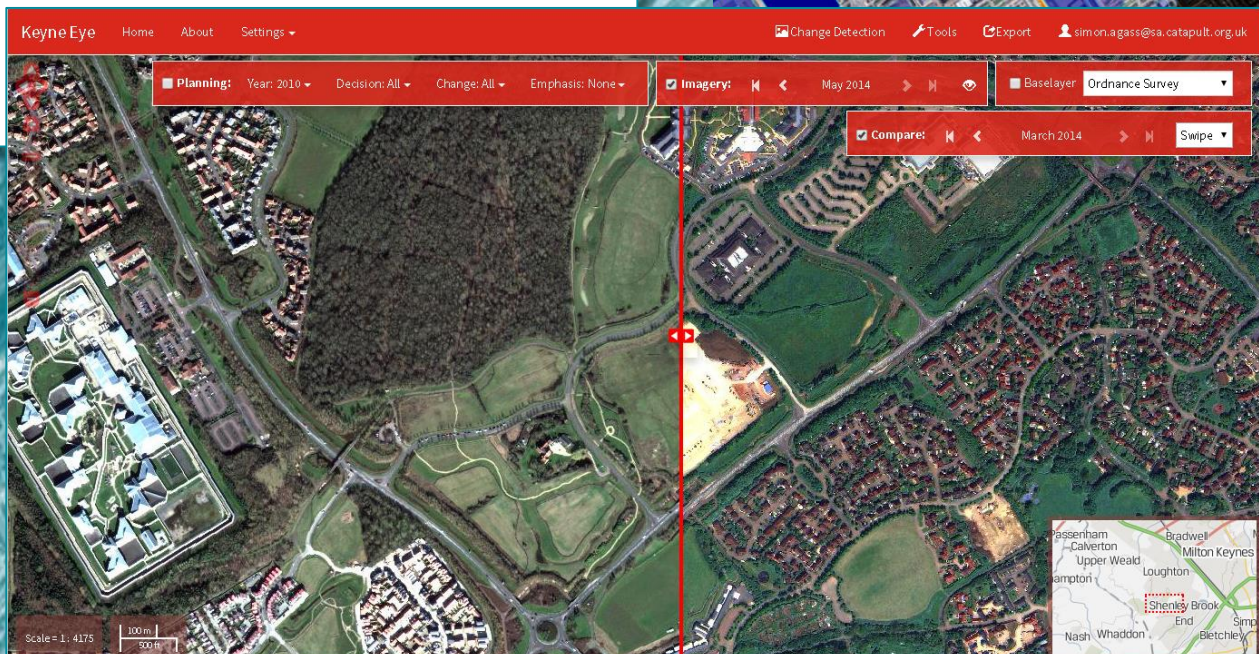 Keyne Eye Home About Settings Change Detection Tools Export simon.agass@sa.catapult.org.uk
Planning: Year: 2010 Decision: All Change: All Emphasis: None Imagery: May 2014 Baselayer Ordnance Survey
Compare: March 2014 Swipe
Passenham Bradwell
Calverton Milton Keynes
Upper Weald
Loughton
hampton
Shenley Brook
End Simp
Nash Whaddon Bletchley
Scale = 1 : 4175 100 m
500 ft